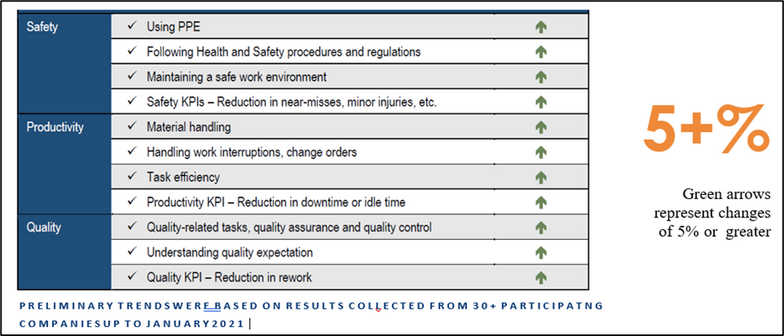 Safety
✓ Using PPE
✓ Following Health and Safety procedures and regulations
✓ Maintaining a safe work environment
✓ Safety KPIs – Reduction in near-misses, minor injuries, etc.
Productivity
✓ Material handling
✓ Handling work interruptions, change orders
✓ Task efficiency
✓ Productivity KPI – Reduction in downtime or idle time
Quality
✓ Quality-related tasks, quality assurance and quality control
✓ Understanding quality expectation
✓ Quality KPI – Reduction in rework
5+%
Green arrows
represent changes
of 5% or greater
PRELIMINARY TRENDSWERE BASED ON RESULTS COLLECTED FROM 30+ PARTICIPATNG
COMPANIESUP TO JANUARY2021